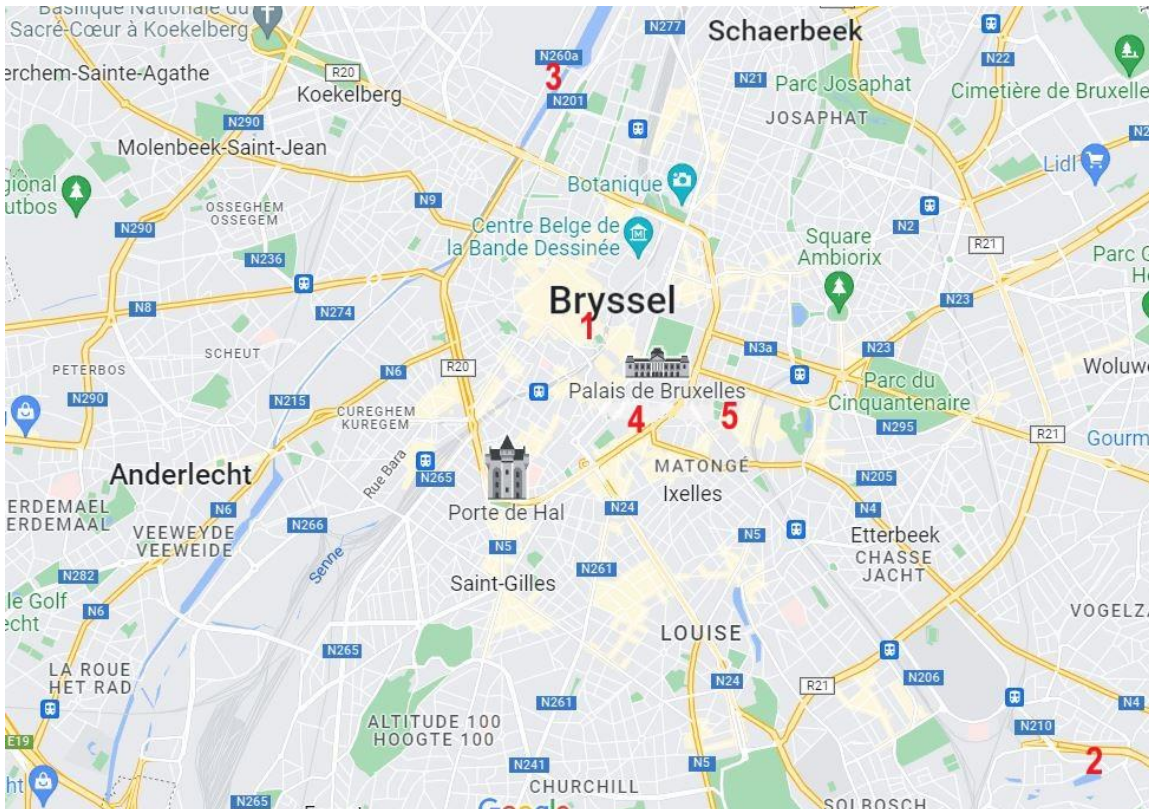 Basilique Nationale du
Sacré-Cœur à Koekelberg
N277
Schaerbeek
N260a
3
N22
erchem-Sainte-Agathe
R20
Koekelberg
N201
N21
Parc Josaphat
JOSAPHAT
Cimetière de Bruxelle
N290
Molenbeek-Saint-Jean
N2
Lidl
gional
utbos
OSSEGHEM
OSSEGEM
N9
Botanique
N290
Centre Belge de
la Bande Dessinée
N2
Square
Ambiorix
R21
Parc G
H
N236
N8
N274
Bryssel
1
N23
SCHEUT
PETERBOS
R20
N6
N3a
N23
Woluw
N290
N215
CUREGHEM
KUREGEM
Palais de Bruxelles
4
5
Parc du
Cinquantenaire
N295
R21
Gourm
Rue Bara
N265
Anderlecht
MATONGÉ
Ixelles
N205
ERDEMAEL
ERDEMAAL
N6
N266
Porte de Hal
N24
N4
VEEWEYDE
VEEWEIDE
Senne
N5
N5
Etterbeek
CHASSE
JACHT
N282
N261
Saint-Gilles
le Golf
echt
N6
VOGELZA
N265
LOUISE
LA ROUE
HET RAD
N24
R21
N206
N4
ALTITUDE 100
HOOGTE 100
N261
N210
E19
N241
N5
2
ht
CHURCHILL
N265
Google
SOLBOSCH